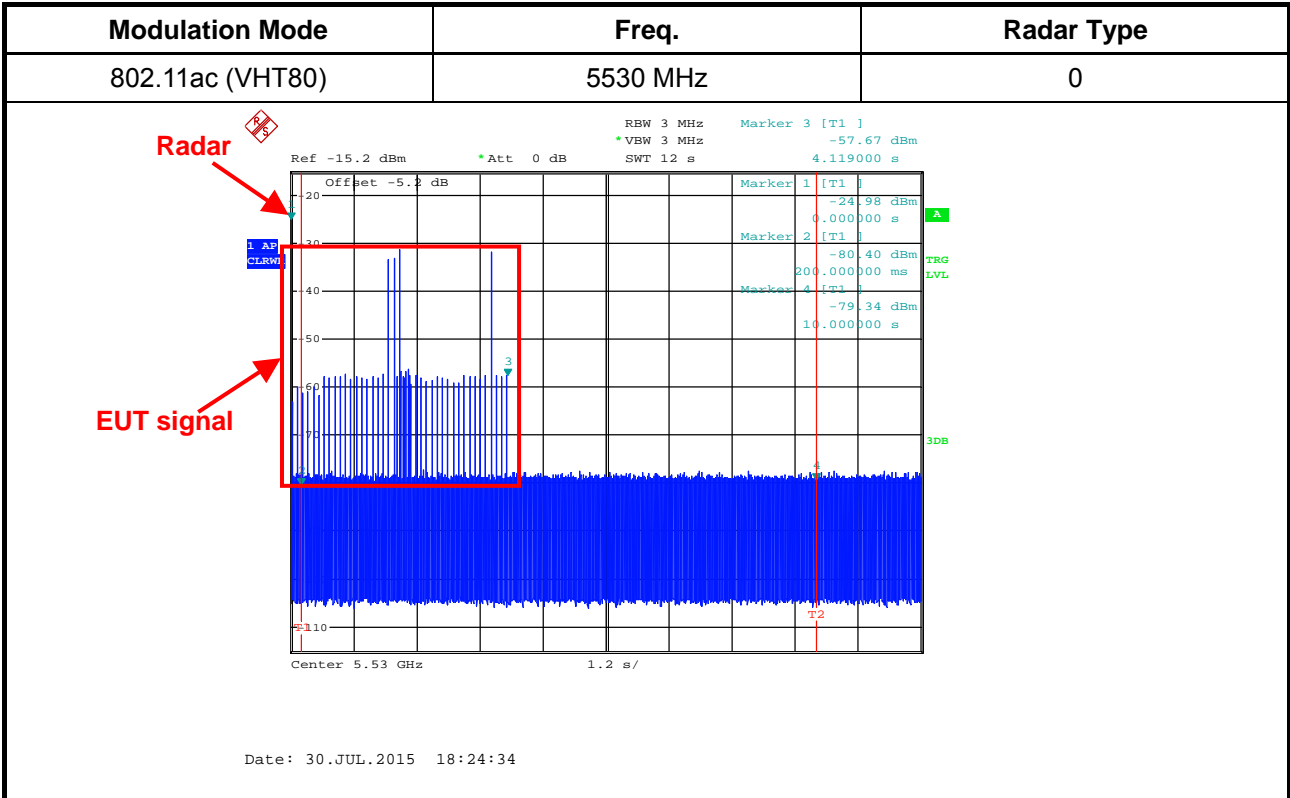 Modulation Mode Freq. Radar Type
802.11ac (VHT80) 5530 MHz 0
R S
Radar
RBW 3 MHz Marker 3 [T1 ]
*VBW 3 MHz -57.67 dBm
Ref -15.2 dBm *Att 0 dB SWT 12 s 4.119000 s
Offset -5.2 dB Marker 1 [T1 ]
-20 -24.98 dBm
1 0.000000 s A
Marker 2 [T1 ]
1 AP -30 -80.40 dBm
CLRWR 200.000000 ms TRG
LVL
-40 Marker 4 [T1 ]
-79.34 dBm
10.000000 s
-50
3
-60
EUT signal
-70 3DB
2 4
T1 -110 T2
Center 5.53 GHz 1.2 s/
Date: 30.JUL.2015 18:24:34